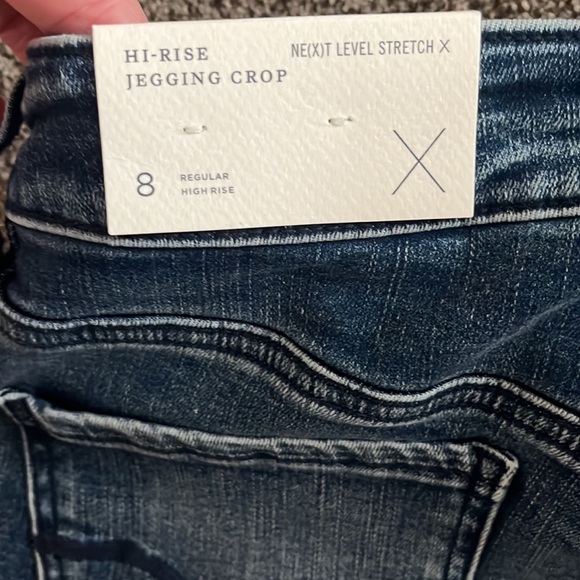 HI-RISE
JEGGING CROP
NE(X)T LEVEL STRETCH X
8
REGULAR
HIGH RISE
X